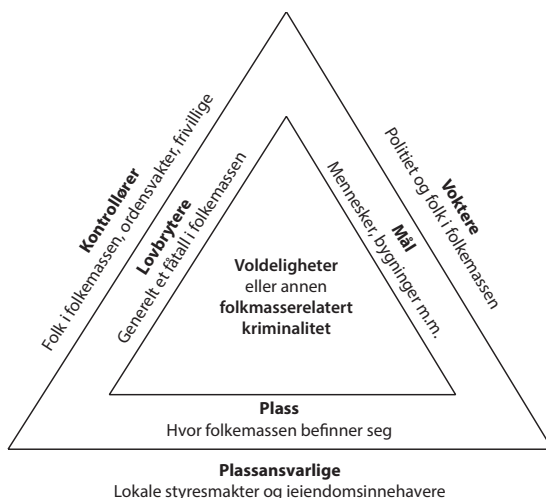 Kontrollører
Folk i folkemassen, ordensvakter, frivillige
Lovbrytere
Generelt et fåtall i folkemassen
Voktere
Politiet og folk i folkemassen
Mål
Mennesker, bygninger m.m.
Voldeligheter
eller annen
folkmasserelatert
kriminalitet
Plass
Hvor folkemassen befinner seg
Plassansvarlige
Lokale styresmakter og ieiendomsinnehavere